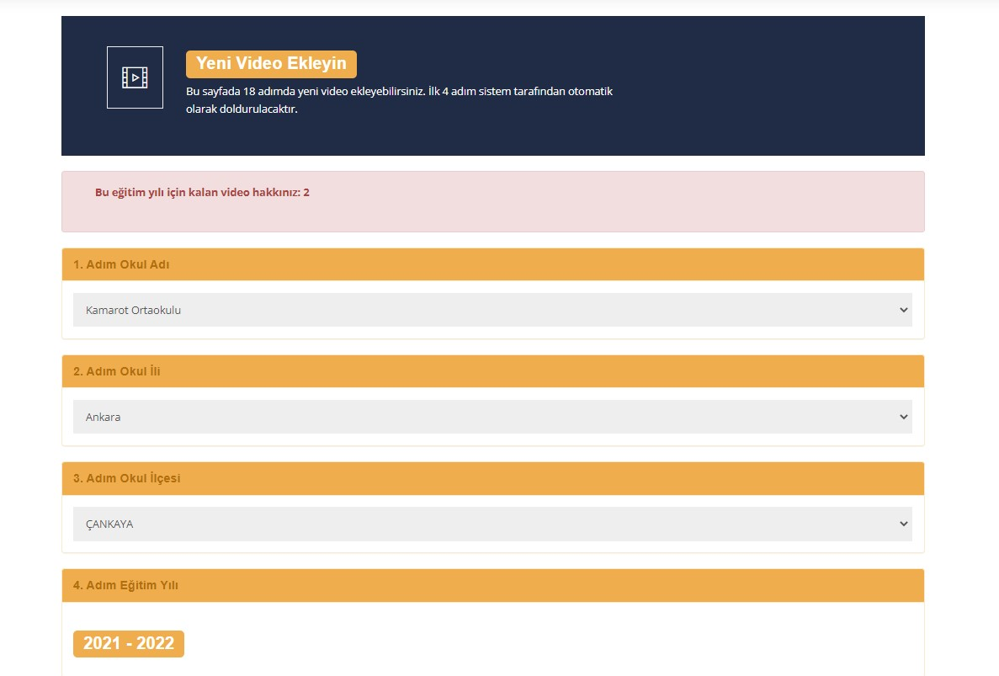 Yeni Video Ekleyin
Bu sayfada 18 adımda yeni video ekleyebilirsiniz. İlk 4 adım sistem tarafından otomatik
olarak doldurulacaktır.
Bu eğitim yılı için kalan video hakkınız: 2
1. Adım Okul Adı
Kamarot Ortaokulu
2. Adım Okul İli
Ankara
3. Adım Okul İlçesi
ÇANKAYA
4. Adım Eğitim Yılı
2021 - 2022